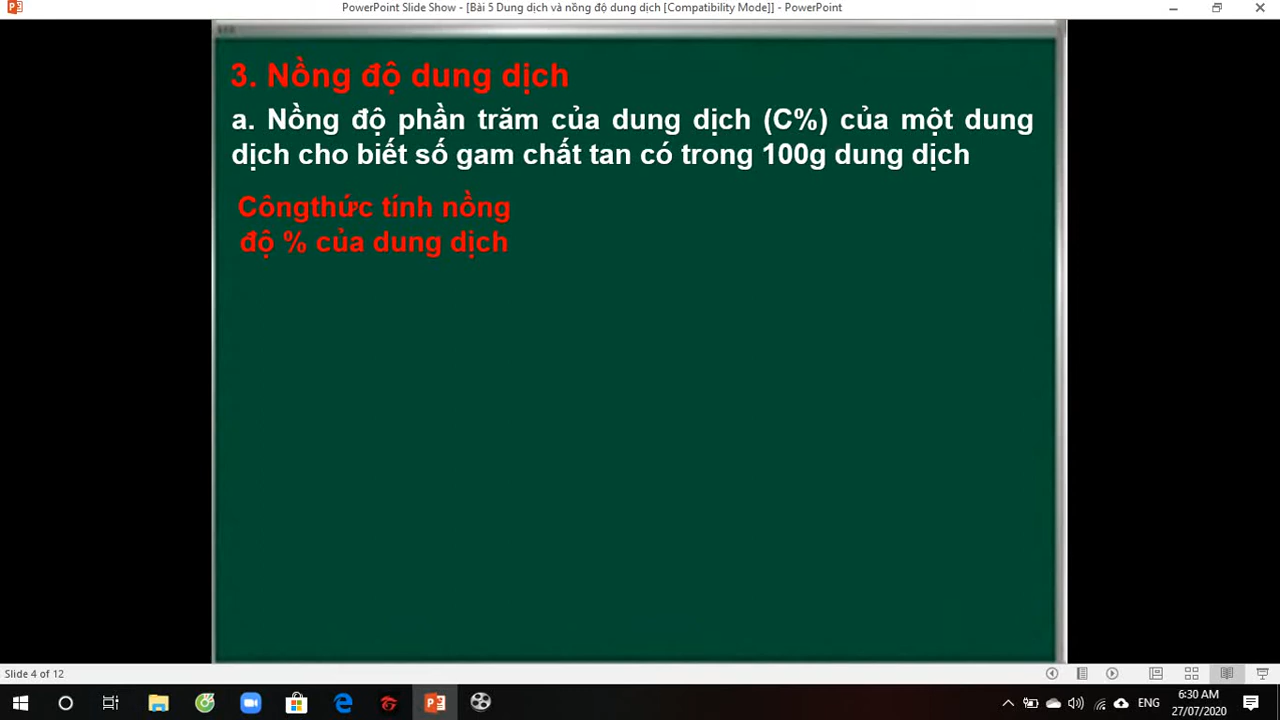 PowerPoint Slide Show - [Bài 5 Dung dịch và nồng độ dung dịch [Compatibility Mode]] - PowerPoint
3. Nồng độ dung dịch
a. Nồng độ phần trăm của dung dịch (C%) của một dung
dịch cho biết số gam chất tan có trong 100g dung dịch
Côngthức tính nồng
độ % của dung dịch
Slide 4 of 12
6:30 AM
ENG
27/07/2020